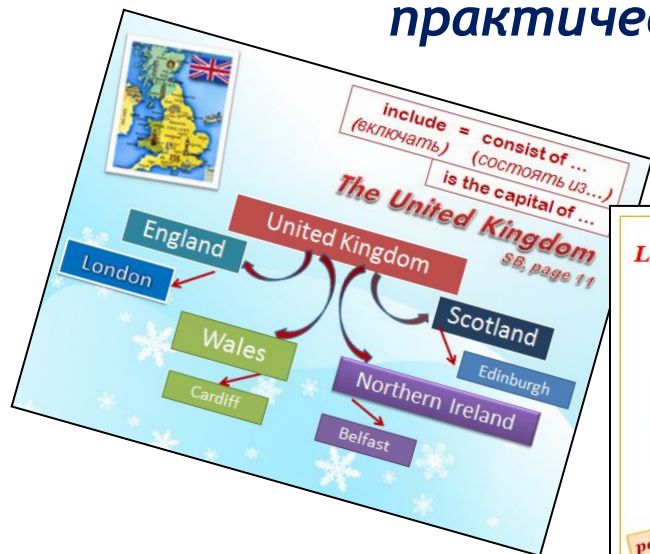 include = consist of ...
(включать) (состоять из...)
is the capital of ...
The United Kingdom
SB, page 11
United Kingdom
England
London
Wales
Cardiff
Northern Ireland
Belfast
Scotland
Edinburgh